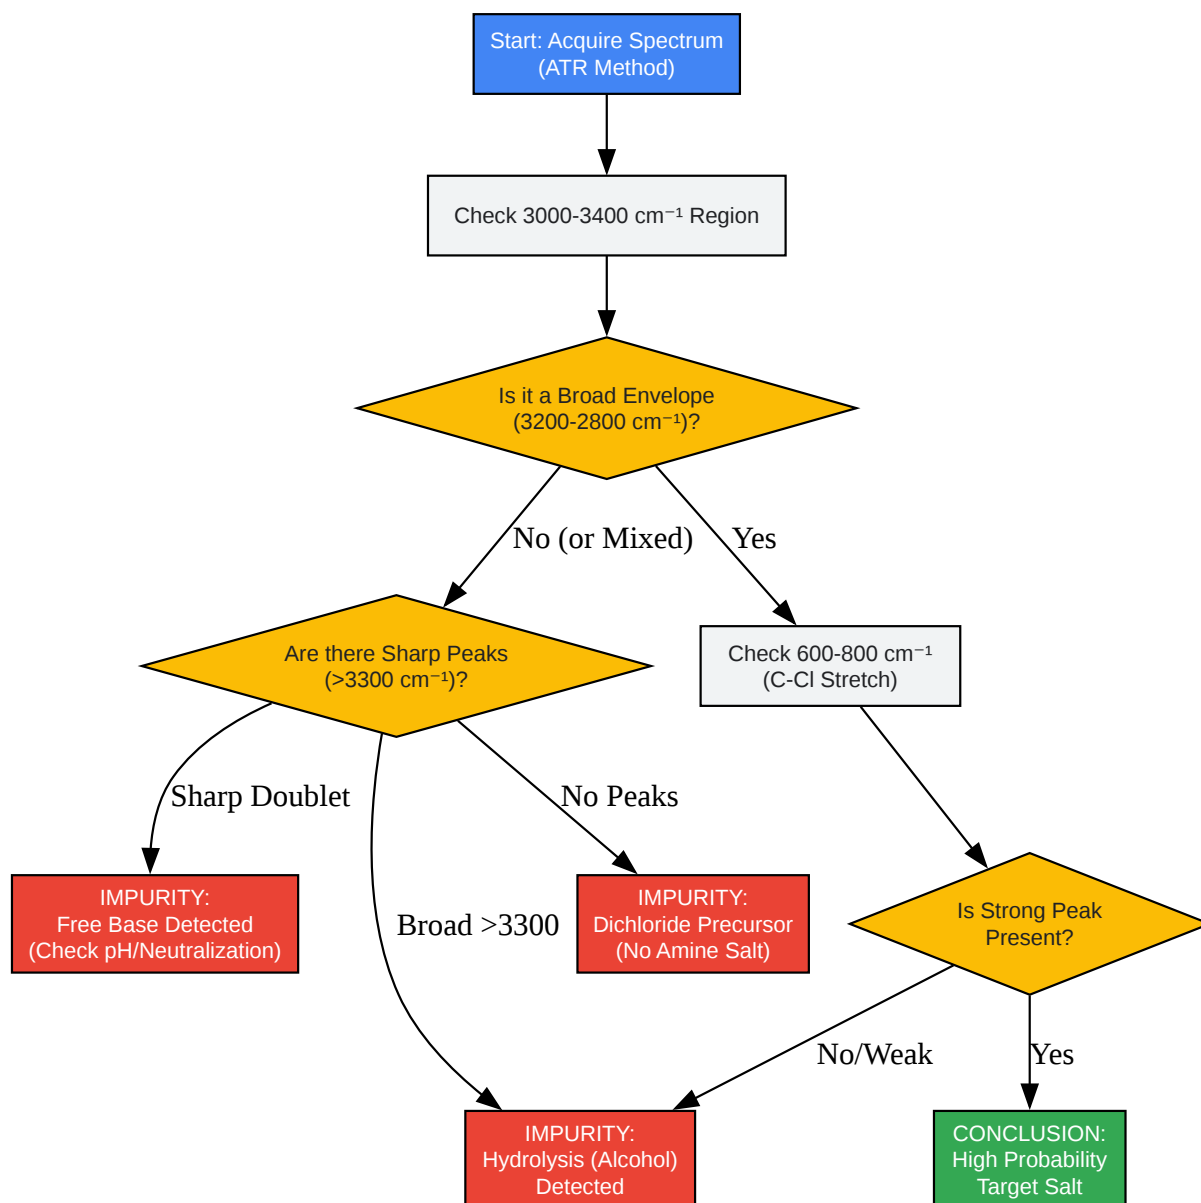 Start: Acquire Spectrum
(ATR Method)
Check 3000-3400 cm⁻¹ Region
Is it a Broad Envelope
(3200-2800 cm⁻¹)?
No (or Mixed)
Yes
Are there Sharp Peaks
(>3300 cm⁻¹)?
Check 600-800 cm⁻¹
(C-Cl Stretch)
Sharp Doublet
No Peaks
Broad >3300
IMPURITY:
Free Base Detected
(Check pH/Neutralization)
IMPURITY:
Dichloride Precursor
(No Amine Salt)
Is Strong Peak
Present?
No/Weak
Yes
IMPURITY:
Hydrolysis (Alcohol)
Detected
CONCLUSION:
High Probability
Target Salt